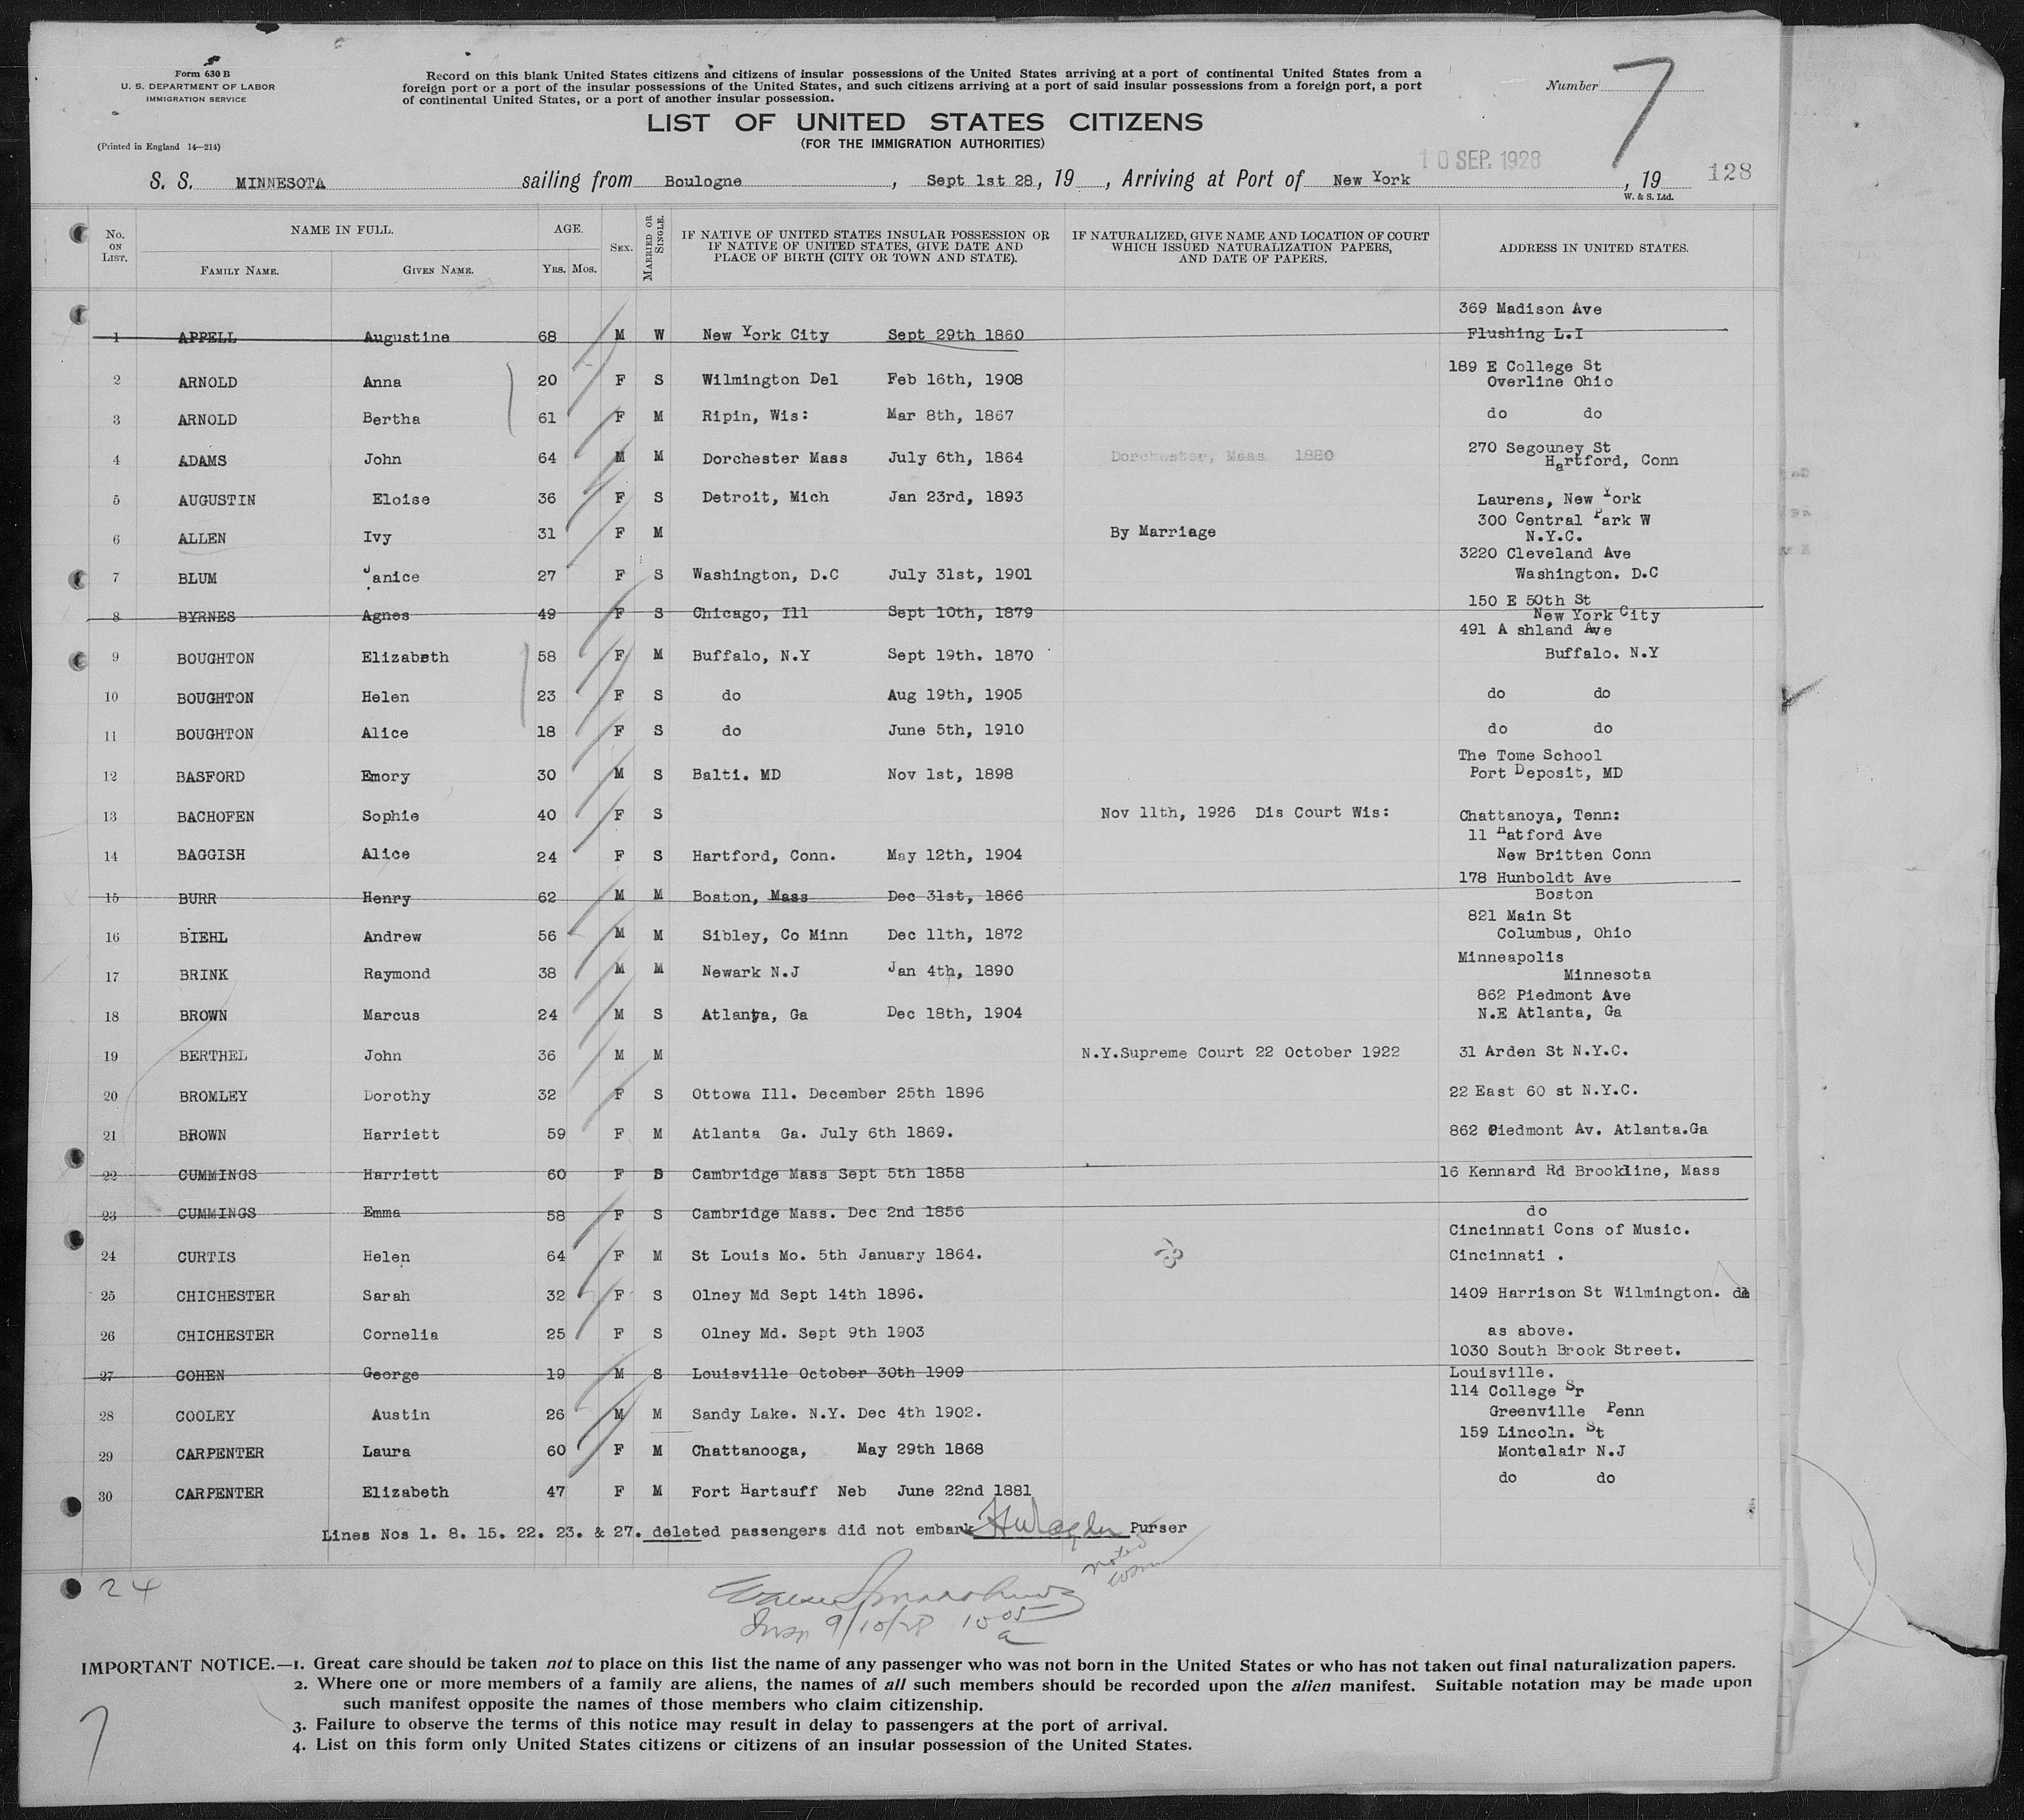 Form 630 B
U. S. DEPARTMENT OF LABOR
IMMIGRATION SERVICE
(Printed in England 14—214)
Record on this blank United States citizens and citizens of insular possessions of the United States arriving at a port of continental United States from a
foreign port or a port of the insular possessions of the United States, and such citizens arriving at a port of said insular possessions from a foreign port, a port
of continental United States, or a port of another insular possession.
Number 7
LIST OF UNITED STATES CITIZENS
(FOR THE IMMIGRATION AUTHORITIES)
10 SEP. 1928
S. S. MINNESOTA sailing from Boulogne, Sept 1st 28, 19 , Arriving at Port of New York , 19 128
W. & S. Ltd.
No. ON LIST. NAME IN FULL. FAMILY NAME. GIVEN NAME. AGE. YRS. MOS. SEX. MARRIED OR SINGLE. IF NATIVE OF UNITED STATES INSULAR POSSESSION OR IF NATIVE OF UNITED STATES, GIVE DATE AND PLACE OF BIRTH (CITY OR TOWN AND STATE). IF NATURALIZED, GIVE NAME AND LOCATION OF COURT WHICH ISSUED NATURALIZATION PAPERS, AND DATE OF PAPERS. ADDRESS IN UNITED STATES.
1 APPELL Augustine 68 M W New York City Sept 29th 1860 369 Madison Ave Flushing L.I
2 ARNOLD Anna 20 F S Wilmington Del Feb 16th, 1908 189 E College St Overline Ohio
3 ARNOLD Bertha 61 F M Ripin, Wis: Mar 8th, 1867 do do
4 ADAMS John 64 M M Dorchester Mass July 6th, 1864 Dorchester, Mass 1880 270 Segouney St Hartford, Conn
5 AUGUSTIN Eloise 36 F S Detroit, Mich Jan 23rd, 1893 Laurens, New York
6 ALLEN Ivy 31 F M By Marriage 300 Central Park W N.Y.C.
7 BLUM Janice 27 F S Washington, D.C July 31st, 1901 3220 Cleveland Ave Washington. D.C
8 BYRNES Agnes 49 F S Chicago, Ill Sept 10th, 1879 150 E 50th St New York City
9 BOUGHTON Elizabeth 58 F M Buffalo, N.Y Sept 19th. 1870 491 A shland Ave Buffalo. N.Y
10 BOUGHTON Helen 23 F S do Aug 19th, 1905 do do
11 BOUGHTON Alice 18 F S do June 5th, 1910 do do
12 BASFORD Emory 30 M S Balti. MD Nov 1st, 1898 The Tome School Port Deposit, MD
13 BACHOFEN Sophie 40 F S Nov 11th, 1926 Dis Court Wis: Chattanoya, Tenn:
14 BAGGISH Alice 24 F S Hartford, Conn. May 12th, 1904 11 Hatford Ave New Britten Conn
15 BURR Henry 62 M M Boston, Mass Dec 31st, 1866 178 Hunboldt Ave Boston
16 BIEHL Andrew 56 M M Sibley, Co Minn Dec 11th, 1872 821 Main St Columbus, Ohio
17 BRINK Raymond 38 M M Newark N.J Jan 4th, 1890 Minneapolis Minnesota
18 BROWN Marcus 24 M S Atlanta, Ga Dec 18th, 1904 862 Piedmont Ave N.E Atlanta, Ga
19 BERTHEL John 36 M M N.Y.Supreme Court 22 October 1922 31 Arden St N.Y.C.
20 BROMLEY Dorothy 32 F S Ottowa Ill. December 25th 1896 22 East 60 st N.Y.C.
21 BROWN Harriett 59 F M Atlanta Ga. July 6th 1869. 862 Piedmont Av. Atlanta.Ga
22 CUMMINGS Harriett 60 F S Cambridge Mass Sept 5th 1858 16 Kennard Rd Brookline, Mass
23 CUMMINGS Emma 58 F S Cambridge Mass. Dec 2nd 1856 do
24 CURTIS Helen 64 F M St Louis Mo. 5th January 1864. Cincinnati Cons of Music. Cincinnati .
25 CHICHESTER Sarah 32 F S Olney Md Sept 14th 1896. 1409 Harrison St Wilmington. de
26 CHICHESTER Cornelia 25 F S Olney Md. Sept 9th 1903 as above.
27 COHEN George 19 M S Louisville October 30th 1909 1030 South Brook Street. Louisville.
28 COOLEY Austin 26 M M Sandy Lake. N.Y. Dec 4th 1902. 114 College Sr Greenville Penn
29 CARPENTER Laura 60 F M Chattanooga, May 29th 1868 159 Lincoln. St Montelair N.J
30 CARPENTER Elizabeth 47 F M Fort Hartsuff Neb June 22nd 1881 do do
Lines Nos 1. 8. 15. 22. 23. & 27. deleted passengers did not embark Purser
noted
24
Insp 9/10/28 10 05 a
IMPORTANT NOTICE.—1. Great care should be taken not to place on this list the name of any passenger who was not born in the United States or who has not taken out final naturalization papers.
2. Where one or more members of a family are aliens, the names of all such members should be recorded upon the alien manifest. Suitable notation may be made upon
such manifest opposite the names of those members who claim citizenship.
3. Failure to observe the terms of this notice may result in delay to passengers at the port of arrival.
4. List on this form only United States citizens or citizens of an insular possession of the United States.
7